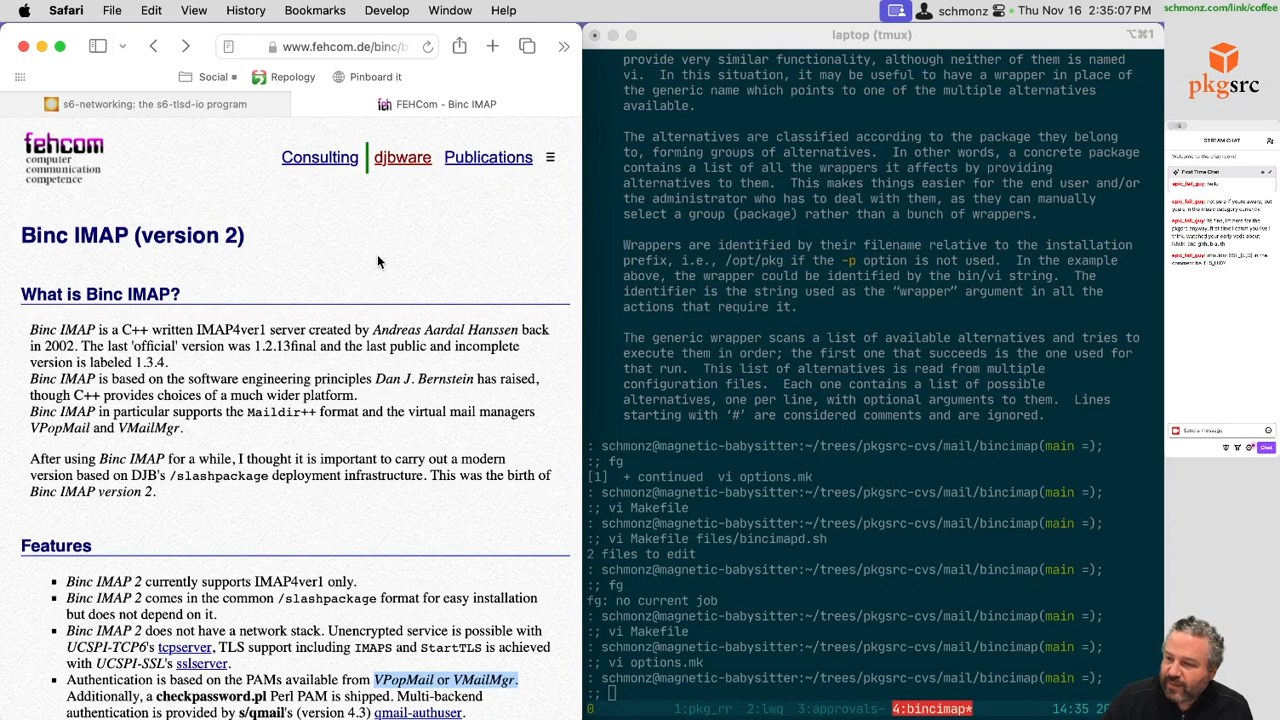 Safari File Edit View History Bookmarks Develop Window Help
schmonz Thu Nov 16 2:35:07 PM
schmonz.com/link/coffee
www.fehcom.de/binc/b
Social Repology Pinboard it
s6-networking: the s6-tlsd-io program
FEHCom - Binc IMAP
fehcom
computer
communication
competence
Consulting djbware Publications
Binc IMAP (version 2)
What is Binc IMAP?
Binc IMAP is a C++ written IMAP4ver1 server created by Andreas Aardal Hanssen back
in 2002. The last 'official' version was 1.2.13final and the last public and incomplete
version is labeled 1.3.4.
Binc IMAP is based on the software engineering principles Dan J. Bernstein has raised,
though C++ provides choices of a much wider platform.
Binc IMAP in particular supports the Maildir++ format and the virtual mail managers
VPopMail and VMailMgr.
After using Binc IMAP for a while, I thought it is important to carry out a modern
version based on DJB's /slashpackage deployment infrastructure. This was the birth of
Binc IMAP version 2.
Features
Binc IMAP 2 currently supports IMAP4ver1 only.
Binc IMAP 2 comes in the common /slashpackage format for easy installation
but does not depend on it.
Binc IMAP 2 does not have a network stack. Unencrypted service is possible with
UCSPI-TCP6's tcpserver, TLS support including IMAPS and StartTLS is achieved
with UCSPI-SSL's sslserver.
Authentication is based on the PAMs available from VPopMail or VMailMgr.
Additionally, a checkpassword.pl Perl PAM is shipped. Multi-backend
authentication is provided by s/qmail's (version 4.3) qmail-authuser.
laptop (tmux)
⌥⌘1
provide very similar functionality, although neither of them is named
vi. In this situation, it may be useful to have a wrapper in place of
the generic name which points to one of the multiple alternatives
available.
The alternatives are classified according to the package they belong
to, forming groups of alternatives. In other words, a concrete package
contains a list of all the wrappers it affects by providing
alternatives to them. This makes things easier for the end user and/or
the administrator who has to deal with them, as they can manually
select a group (package) rather than a bunch of wrappers.
Wrappers are identified by their filename relative to the installation
prefix, i.e., /opt/pkg if the -p option is not used. In the example
above, the wrapper could be identified by the bin/vi string. The
identifier is the string used as the “wrapper” argument in all the
actions that require it.
The generic wrapper scans a list of available alternatives and tries to
execute them in order; the first one that succeeds is the one used for
that run. This list of alternatives is read from multiple
configuration files. Each one contains a list of possible
alternatives, one per line, with optional arguments to them. Lines
starting with ‘#’ are considered comments and are ignored.
: schmonz@magnetic-babysitter:~/trees/pkgsrc-cvs/mail/bincimap(main =);
:; fg
[1] + continued vi options.mk
: schmonz@magnetic-babysitter:~/trees/pkgsrc-cvs/mail/bincimap(main =);
:; vi Makefile
: schmonz@magnetic-babysitter:~/trees/pkgsrc-cvs/mail/bincimap(main =);
:; vi Makefile files/bincimapd.sh
2 files to edit
: schmonz@magnetic-babysitter:~/trees/pkgsrc-cvs/mail/bincimap(main =);
:; fg
fg: no current job
: schmonz@magnetic-babysitter:~/trees/pkgsrc-cvs/mail/bincimap(main =);
:; vi Makefile
: schmonz@magnetic-babysitter:~/trees/pkgsrc-cvs/mail/bincimap(main =);
:; vi options.mk
: schmonz@magnetic-babysitter:~/trees/pkgsrc-cvs/mail/bincimap(main =);
:;
0 1:pkg_rr 2:lwq 3:approvals- 4:bincimap* 14:35 20
pkgsrc
STREAM CHAT
Welcome to the chat room!
First Time Chat
epic_fail_guy: hello
Send a message
Chat